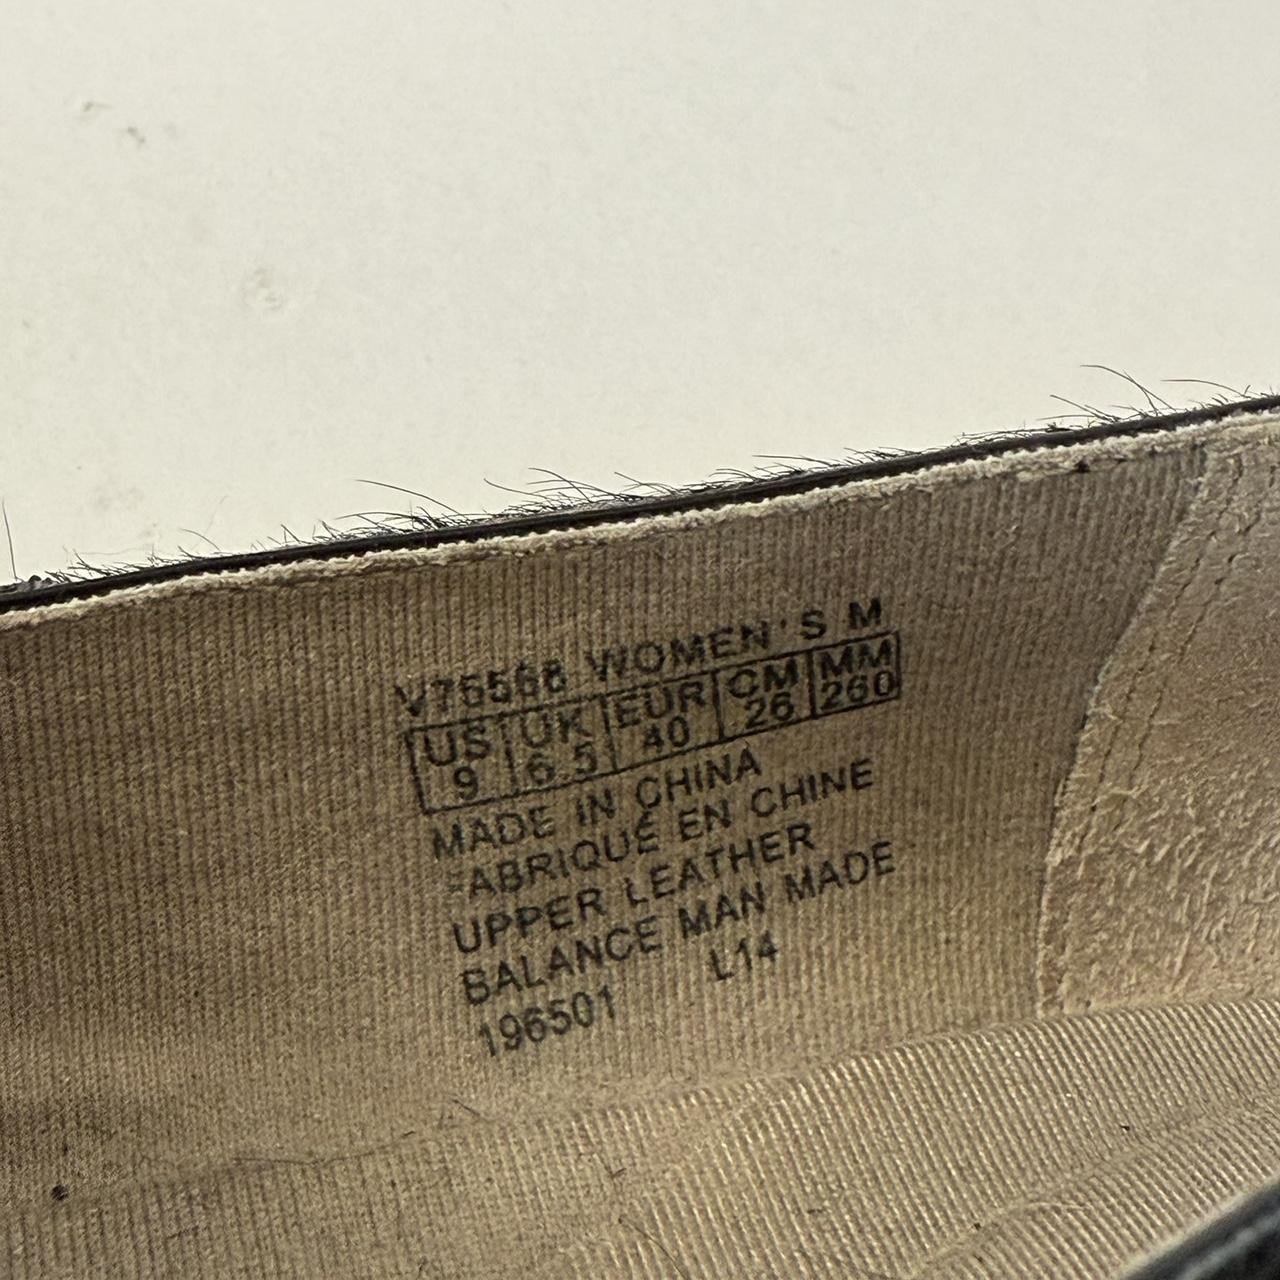 V75568 WOMEN'S M
US UK EUR CM MM
9 6.5 40 26 260
MADE IN CHINA
FABRIQUÉ EN CHINE
UPPER LEATHER
BALANCE MAN MADE
196501 L14